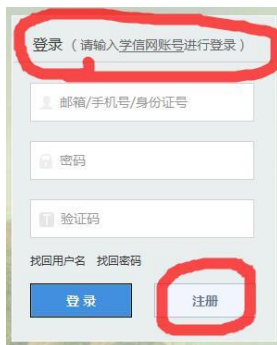 登录（请输入学信网账号进行登录）
邮箱/手机号/身份证号
密码
验证码
找回用户名 找回密码
登录 注册